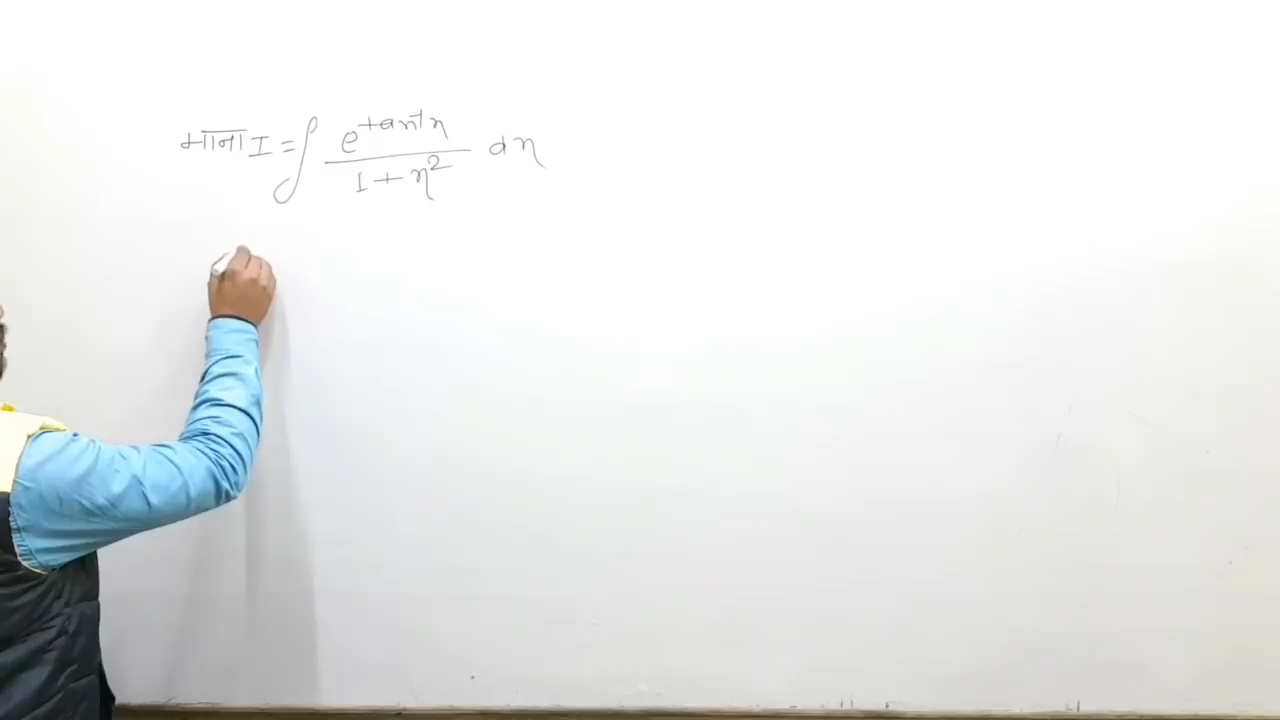 माना I = ∫ e^{tan⁻¹x} / (1 + x²) dx